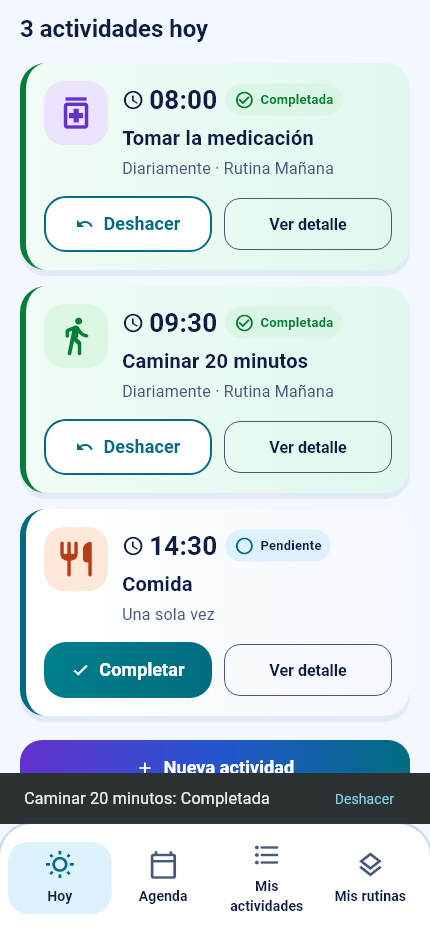 3 actividades hoy
08:00 Completada
Tomar la medicación
Diariamente · Rutina Mañana
Deshacer Ver detalle
09:30 Completada
Caminar 20 minutos
Diariamente · Rutina Mañana
Deshacer Ver detalle
14:30 Pendiente
Comida
Una sola vez
Completar Ver detalle
+ Nueva actividad
Caminar 20 minutos: Completada Deshacer
Hoy
Agenda
Mis
actividades
Mis rutinas